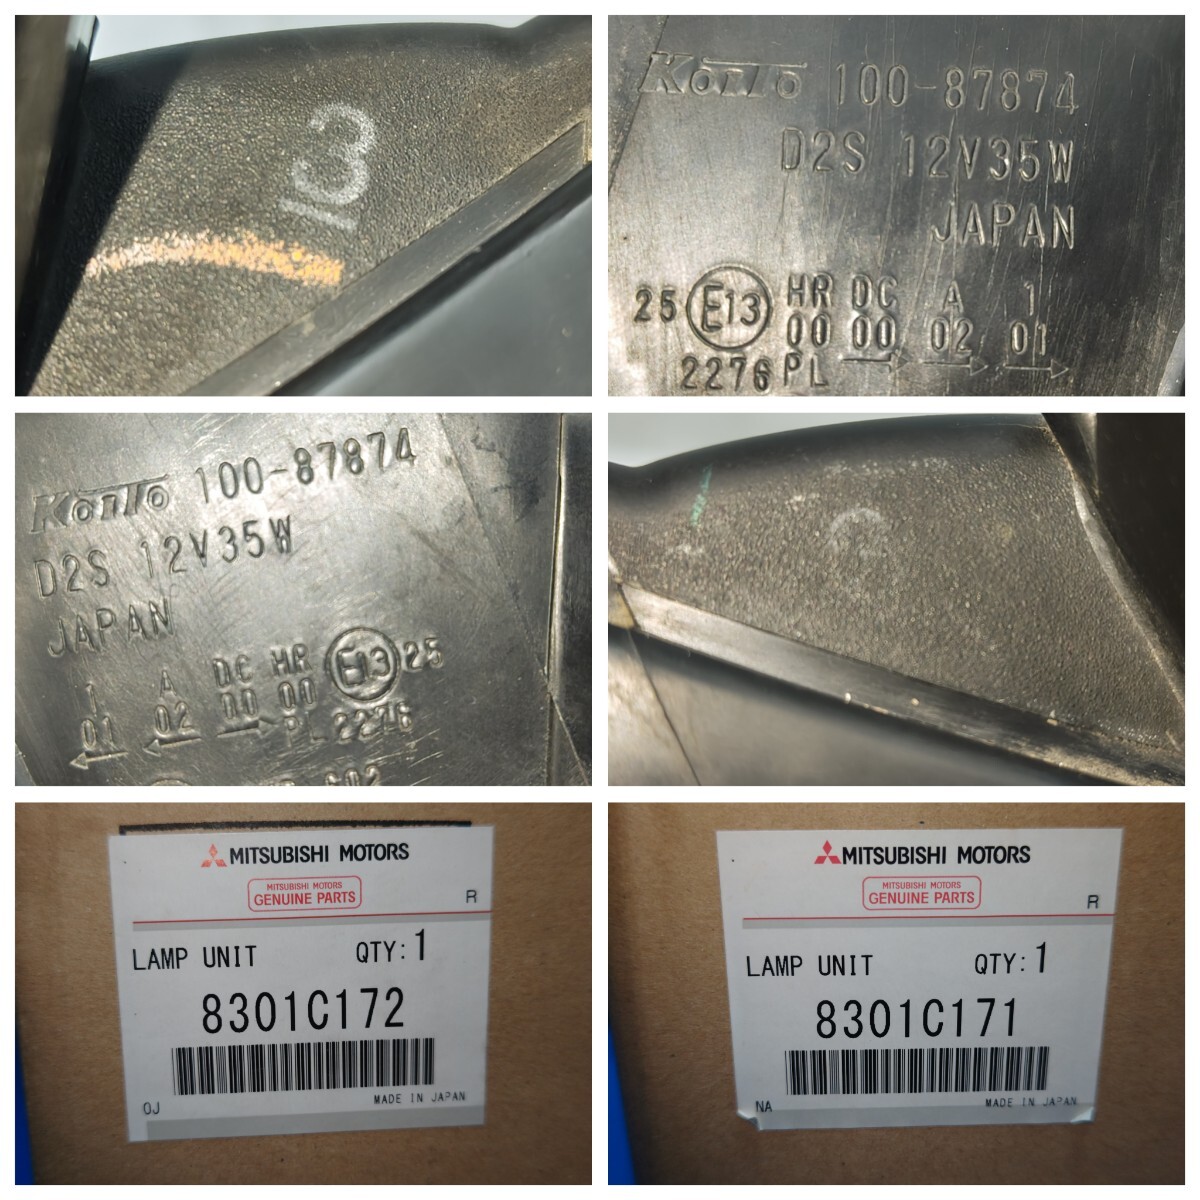 163
KoiTo 100-87874
D2S 12V35W
JAPAN
25 E13 HR DC A 1
00 00 02 01
2276 PL
KoiTo 100-87874
D2S 12V35W
JAPAN
1 A DC HR E13 25
01 02 00 00
PL 2276
602
MITSUBISHI MOTORS
MITSUBISHI MOTORS
GENUINE PARTS
R
LAMP UNIT QTY: 1
8301C172
OJ MADE IN JAPAN
MITSUBISHI MOTORS
MITSUBISHI MOTORS
GENUINE PARTS
R
LAMP UNIT QTY: 1
8301C171
NA MADE IN JAPAN